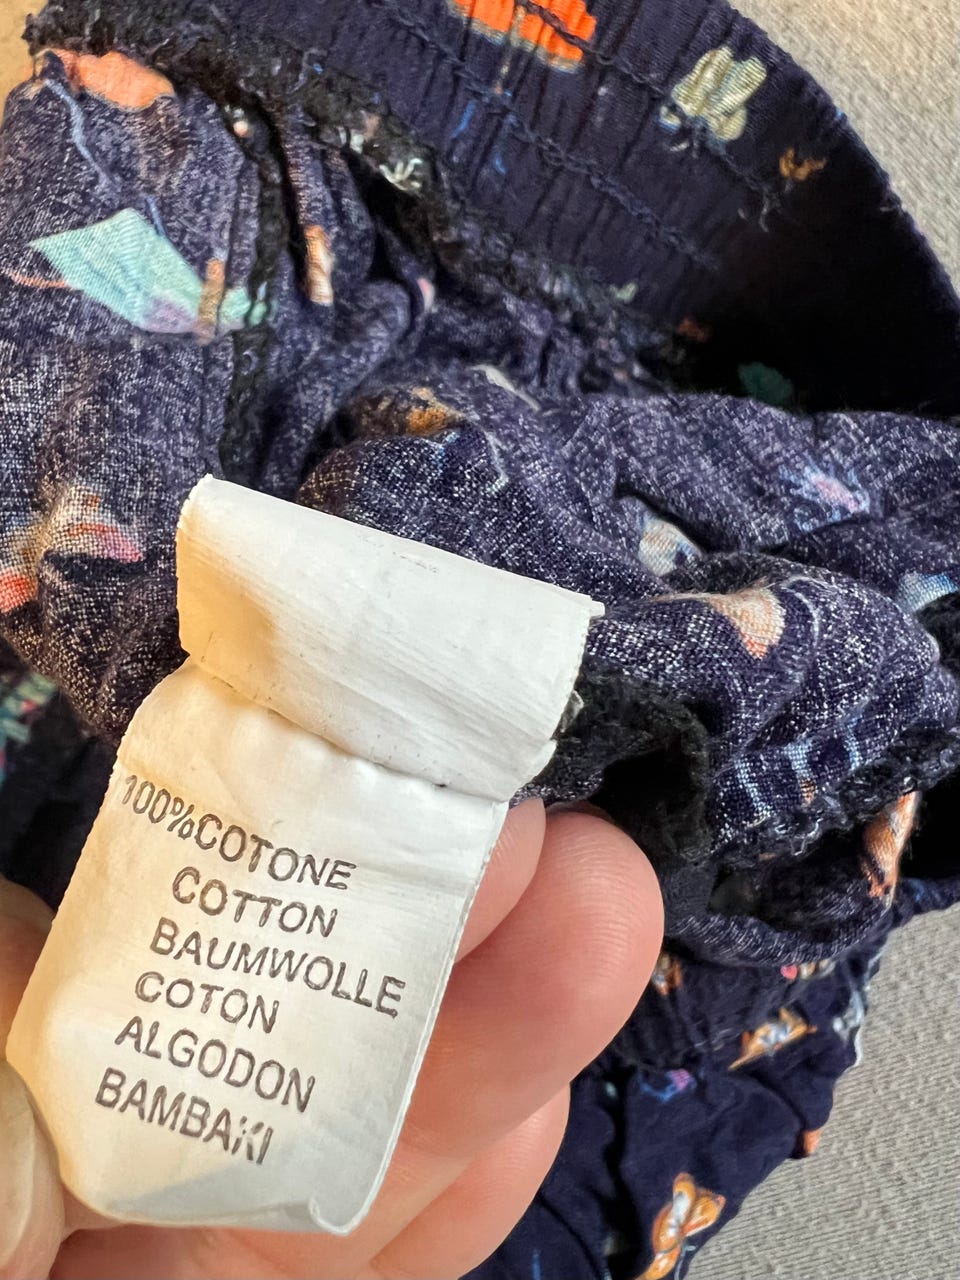 100%COTONE
COTTON
BAUMWOLLE
COTON
ALGODON
BAMBAKI